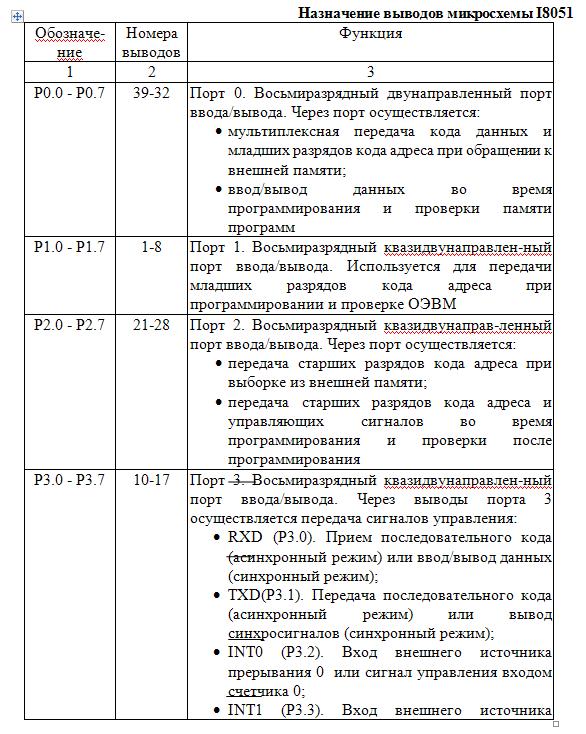 Назначение выводов микросхемы I8051
Обозначе-
ние
Номера
выводов
Функция
1
2
3
P0.0 - P0.7
39-32
Порт 0. Восьмиразрядный двунаправленный порт
ввода/вывода. Через порт осуществляется:
• мультиплексная передача кода данных и
младших разрядов кода адреса при обращении к
внешней памяти;
• ввод/вывод данных во время
программирования и проверки памяти
программ
P1.0 - P1.7
1-8
Порт 1. Восьмиразрядный квазидвунаправлен-ный
порт ввода/вывода. Используется для передачи
младших разрядов кода адреса при
программировании и проверке ОЭВМ
P2.0 - P2.7
21-28
Порт 2. Восьмиразрядный квазидвунаправ-ленный
порт ввода/вывода. Через порт осуществляется:
• передача старших разрядов кода адреса при
выборке из внешней памяти;
• передача старших разрядов кода адреса и
управляющих сигналов во время
программирования и проверки после
программирования
P3.0 - P3.7
10-17
Порт 3. Восьмиразрядный квазидвунаправлен-ный
порт ввода/вывода. Через выводы порта 3
осуществляется передача сигналов управления:
• RXD (P3.0). Прием последовательного кода
(асинхронный режим) или ввод/вывод данных
(синхронный режим);
• TXD(P3.1). Передача последовательного кода
(асинхронный режим) или вывод
синхросигналов (синхронный режим);
• INT0 (P3.2). Вход внешнего источника
прерывания 0 или сигнал управления входом
счетчика 0;
• INT1 (P3.3). Вход внешнего источника